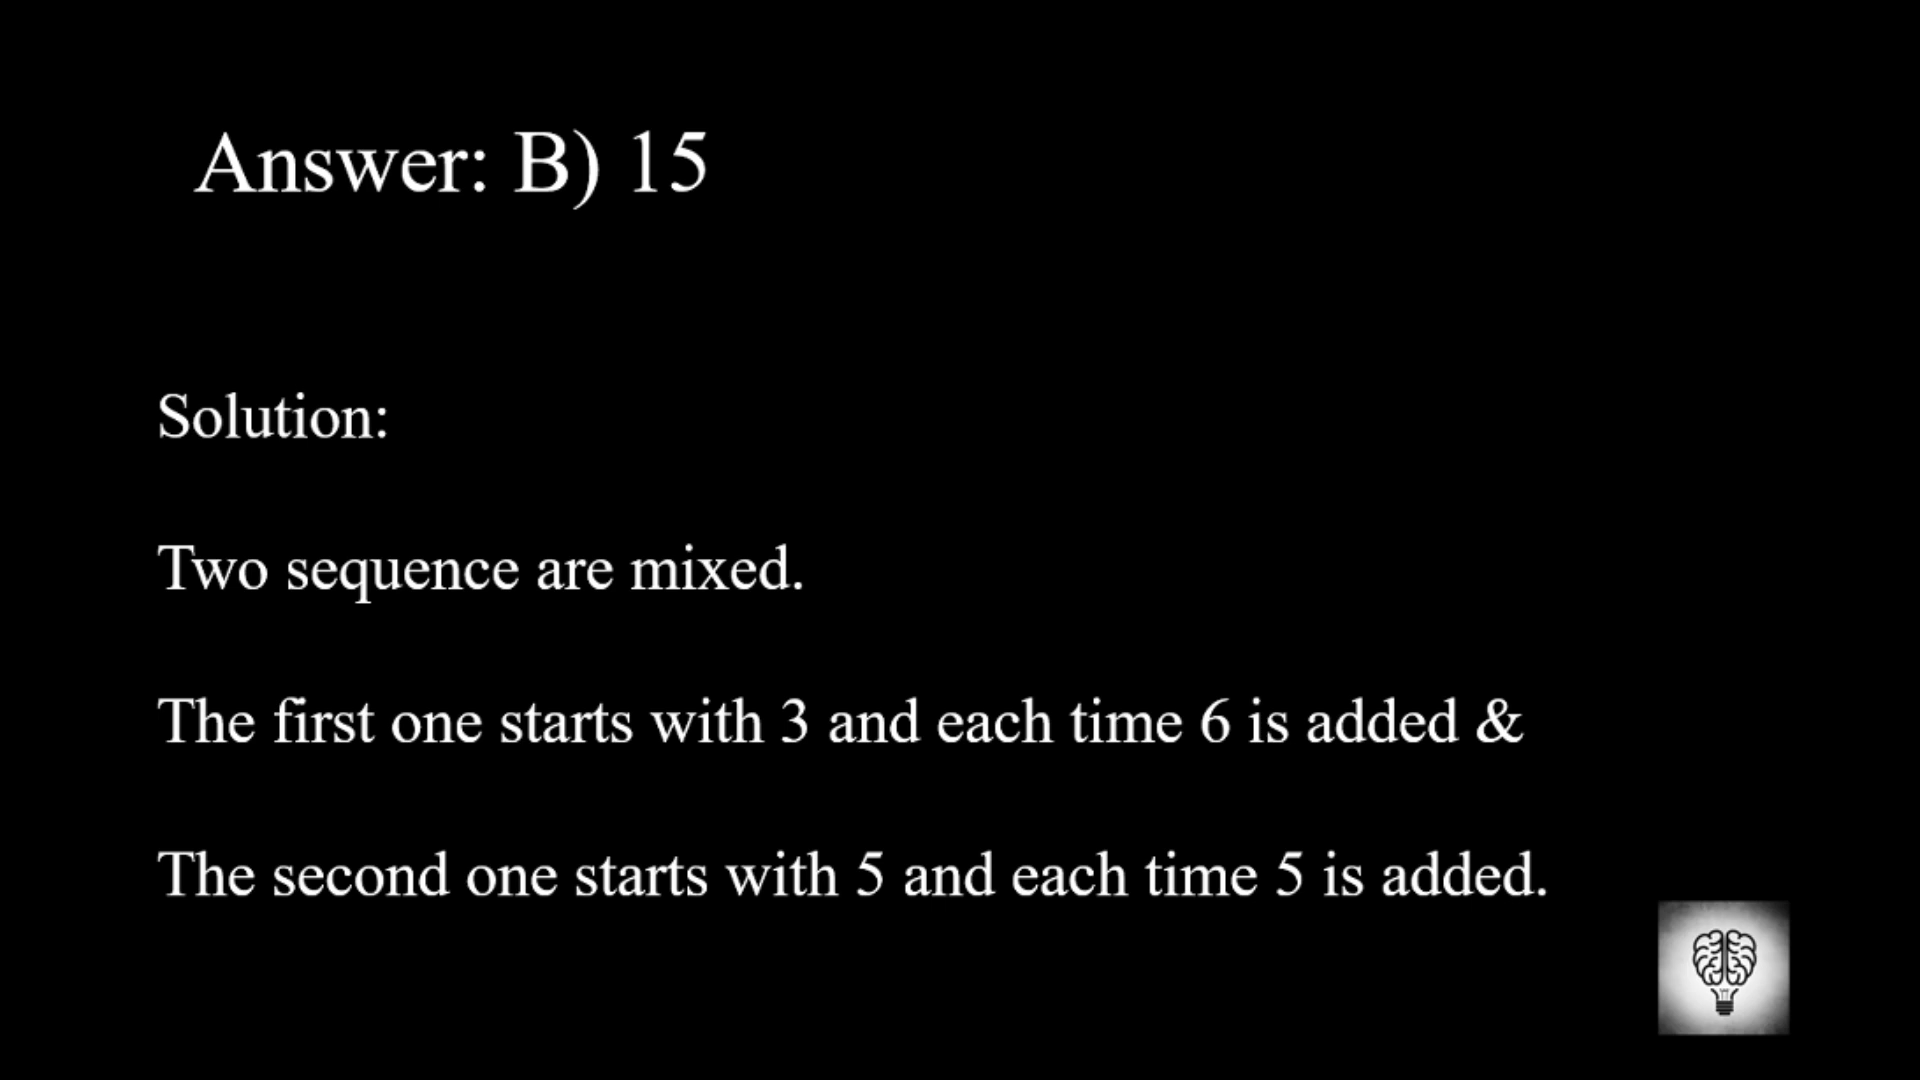 Answer: B) 15
Solution:
Two sequence are mixed.
The first one starts with 3 and each time 6 is added &
The second one starts with 5 and each time 5 is added.